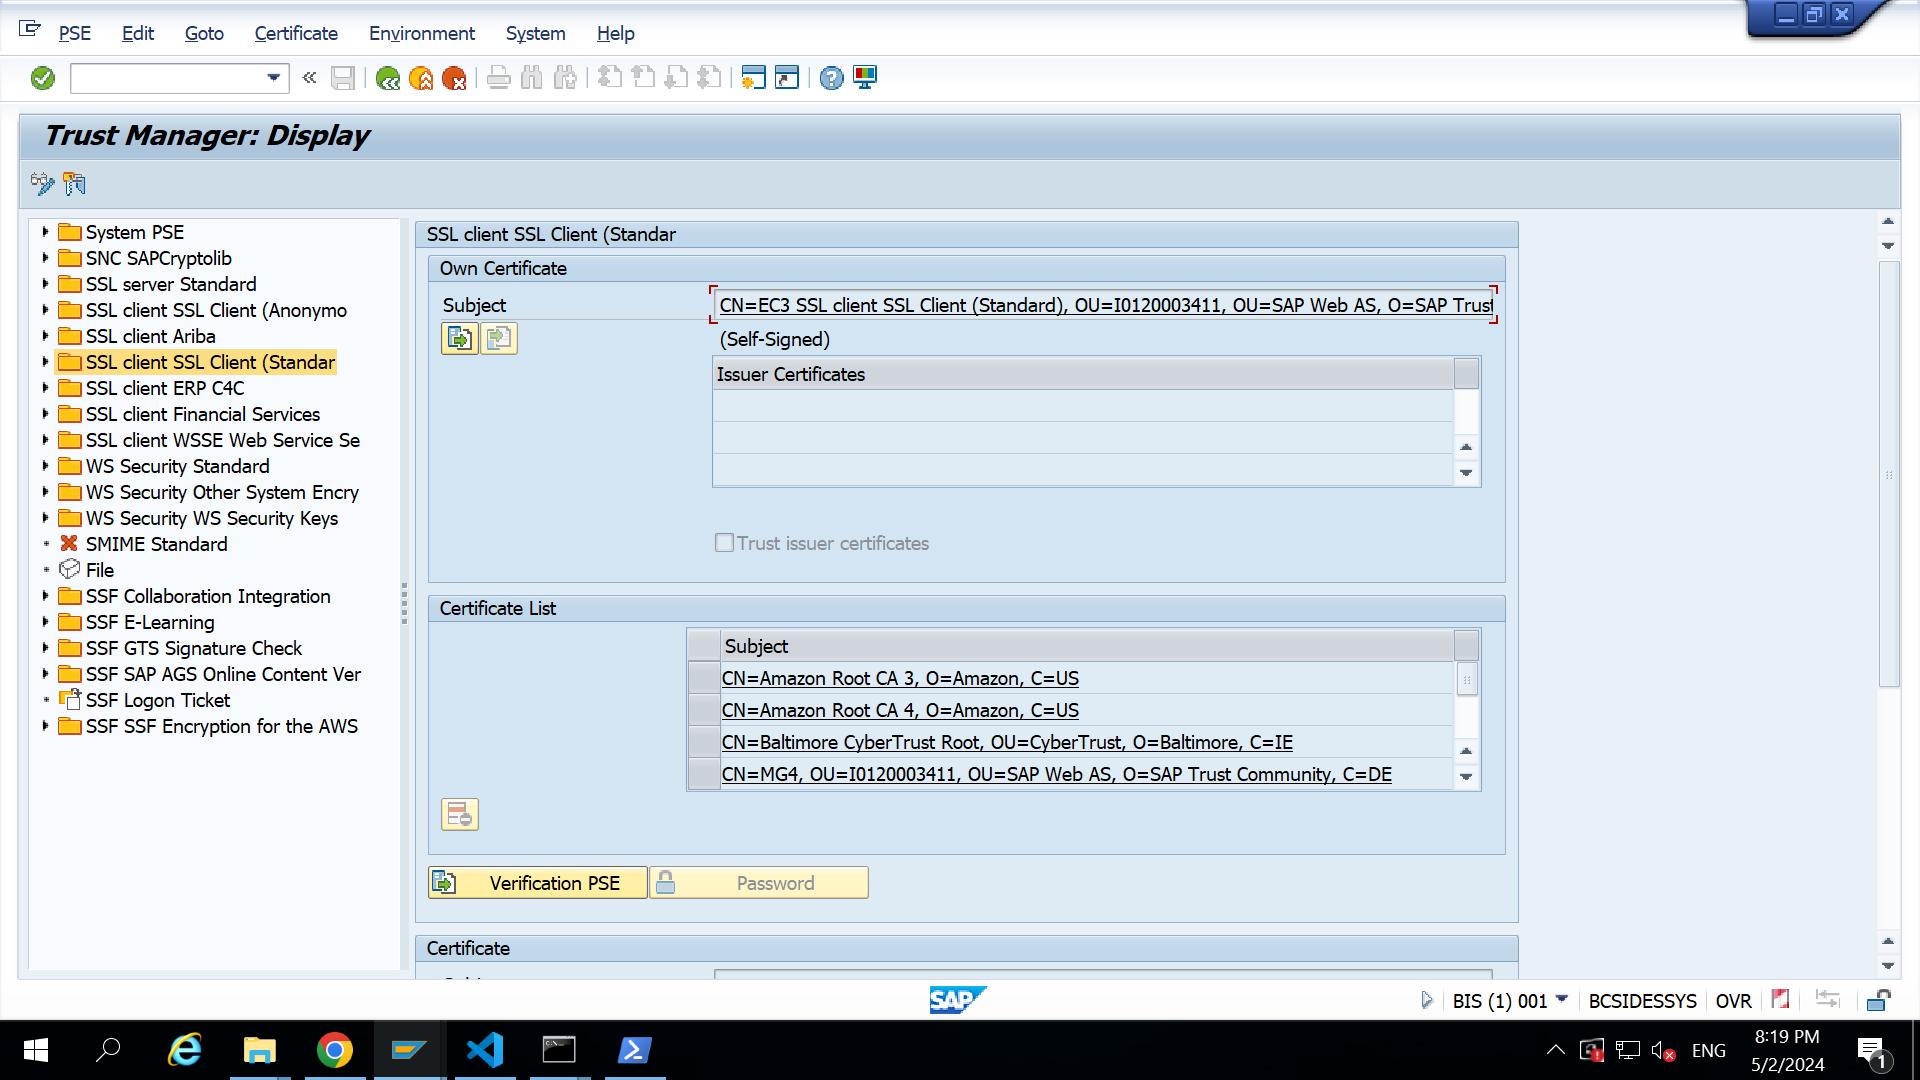 PSE Edit Goto Certificate Environment System Help
Trust Manager: Display
System PSE
SNC SAPCryptolib
SSL server Standard
SSL client SSL Client (Anonymo
SSL client Ariba
SSL client SSL Client (Standar
SSL client ERP C4C
SSL client Financial Services
SSL client WSSE Web Service Se
WS Security Standard
WS Security Other System Encry
WS Security WS Security Keys
SMIME Standard
File
SSF Collaboration Integration
SSF E-Learning
SSF GTS Signature Check
SSF SAP AGS Online Content Ver
SSF Logon Ticket
SSF SSF Encryption for the AWS
SSL client SSL Client (Standar
Own Certificate
Subject
CN=EC3 SSL client SSL Client (Standard), OU=I0120003411, OU=SAP Web AS, O=SAP Trust
(Self-Signed)
Issuer Certificates
Trust issuer certificates
Certificate List
Subject
CN=Amazon Root CA 3, O=Amazon, C=US
CN=Amazon Root CA 4, O=Amazon, C=US
CN=Baltimore CyberTrust Root, OU=CyberTrust, O=Baltimore, C=IE
CN=MG4, OU=I0120003411, OU=SAP Web AS, O=SAP Trust Community, C=DE
Verification PSE
Password
Certificate
SAP
BIS (1) 001 BCSIDESSYS OVR
ENG
8:19 PM
5/2/2024
1